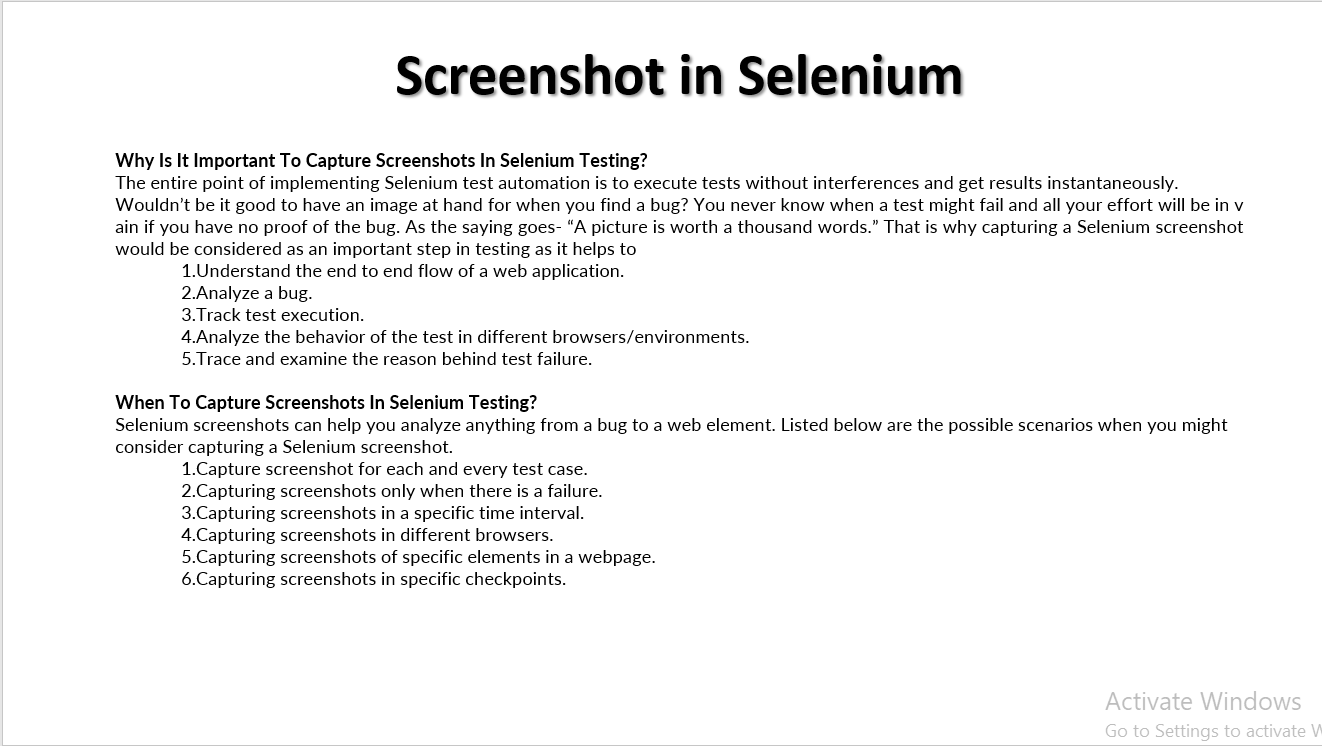 Screenshot in Selenium
Why Is It Important To Capture Screenshots In Selenium Testing?
The entire point of implementing Selenium test automation is to execute tests without interferences and get results instantaneously.
Wouldn’t be it good to have an image at hand for when you find a bug? You never know when a test might fail and all your effort will be in v
ain if you have no proof of the bug. As the saying goes- “A picture is worth a thousand words.” That is why capturing a Selenium screenshot
would be considered as an important step in testing as it helps to
1.Understand the end to end flow of a web application.
2.Analyze a bug.
3.Track test execution.
4.Analyze the behavior of the test in different browsers/environments.
5.Trace and examine the reason behind test failure.
When To Capture Screenshots In Selenium Testing?
Selenium screenshots can help you analyze anything from a bug to a web element. Listed below are the possible scenarios when you might
consider capturing a Selenium screenshot.
1.Capture screenshot for each and every test case.
2.Capturing screenshots only when there is a failure.
3.Capturing screenshots in a specific time interval.
4.Capturing screenshots in different browsers.
5.Capturing screenshots of specific elements in a webpage.
6.Capturing screenshots in specific checkpoints.
Activate Windows
Go to Settings to activate W